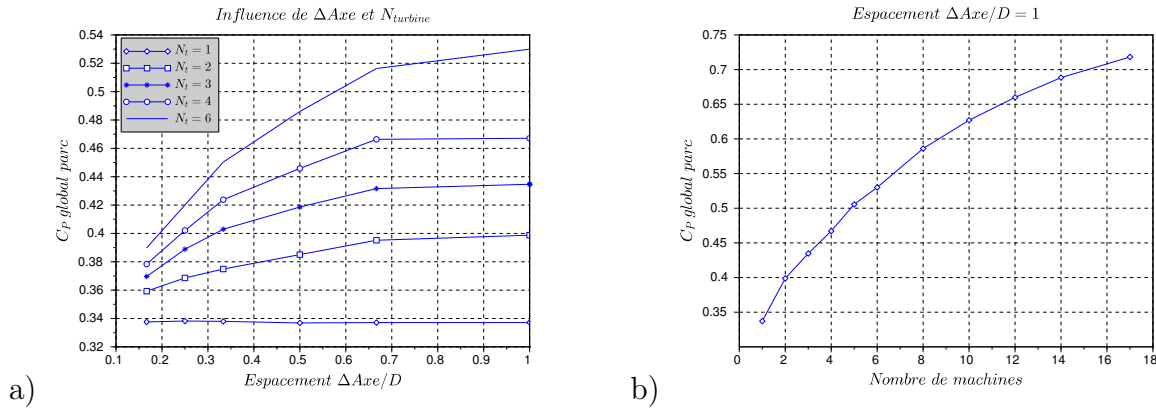 Influence de ΔAxe et N_turbine
0.54
0.52
0.5
0.48
0.46
0.44
0.42
0.4
0.38
0.36
0.34
0.32
C_P global parc
N_t = 1
N_t = 2
N_t = 3
N_t = 4
N_t = 6
0.1 0.2 0.3 0.4 0.5 0.6 0.7 0.8 0.9 1
Espacement ΔAxe/D
a)
Espacement ΔAxe/D = 1
0.75
0.7
0.65
0.6
0.55
0.5
0.45
0.4
0.35
C_P global parc
0 2 4 6 8 10 12 14 16 18
Nombre de machines
b)